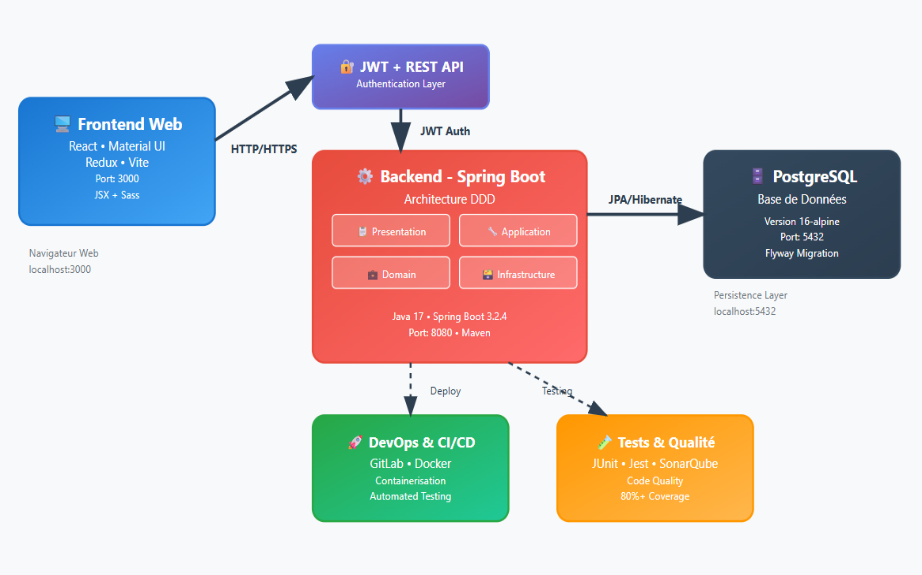 JWT + REST API
Authentication Layer
Frontend Web
React • Material UI
Redux • Vite
Port: 3000
JSX + Sass
HTTP/HTTPS
JWT Auth
Navigateur Web
localhost:3000
Backend - Spring Boot
Architecture DDD
Presentation
Application
Domain
Infrastructure
Java 17 • Spring Boot 3.2.4
Port: 8080 • Maven
JPA/Hibernate
PostgreSQL
Base de Données
Version 16-alpine
Port: 5432
Flyway Migration
Persistence Layer
localhost:5432
Deploy
Testing
DevOps & CI/CD
GitLab • Docker
Containerisation
Automated Testing
Tests & Qualité
JUnit • Jest • SonarQube
Code Quality
80%+ Coverage